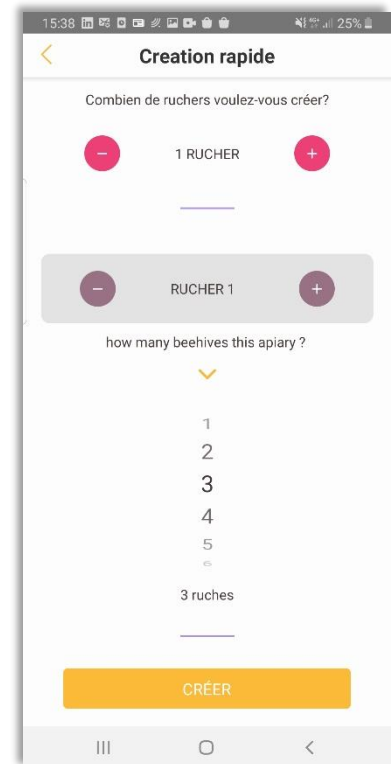 15:38 25%
Creation rapide
Combien de ruchers voulez-vous créer?
- 1 RUCHER +
- RUCHER 1 +
how many beehives this apiary ?
1
2
3
4
5
6
3 ruches
CRÉER